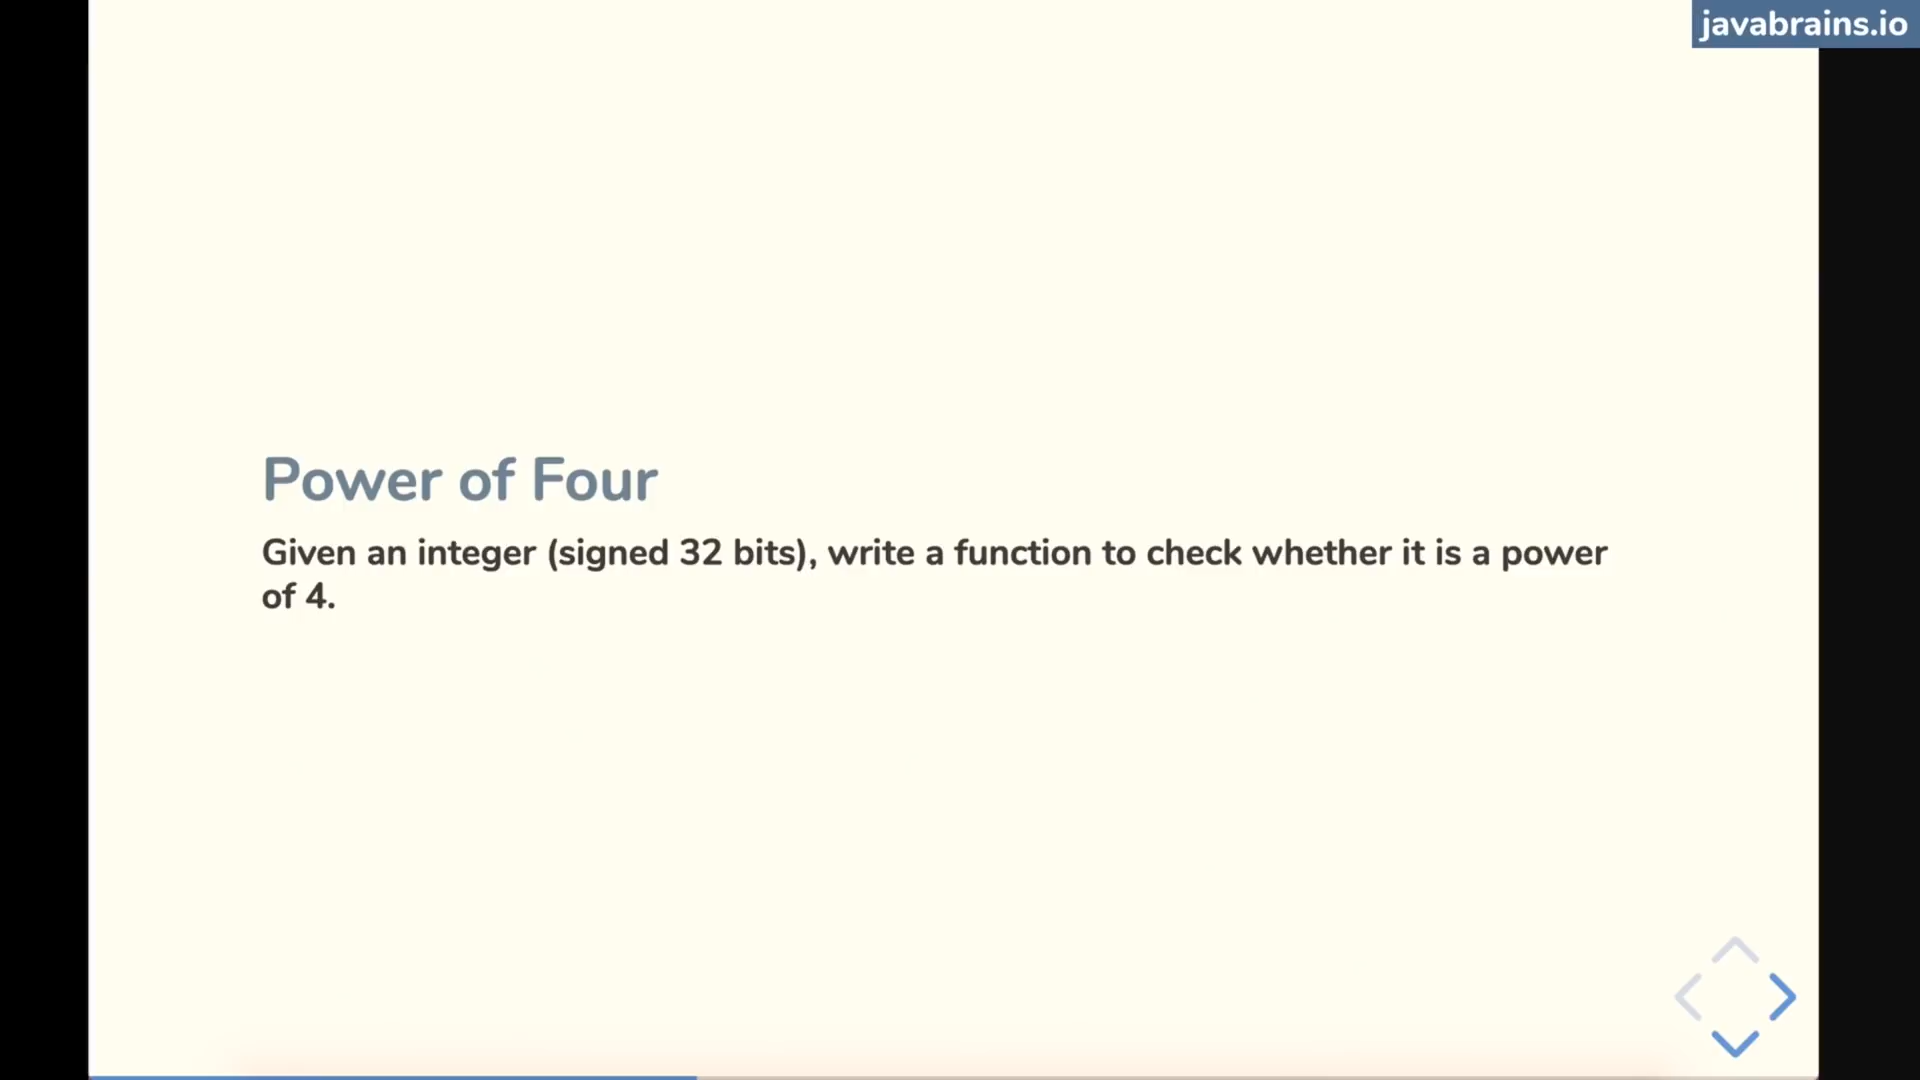 javabrains.io
Power of Four
Given an integer (signed 32 bits), write a function to check whether it is a power
of 4.